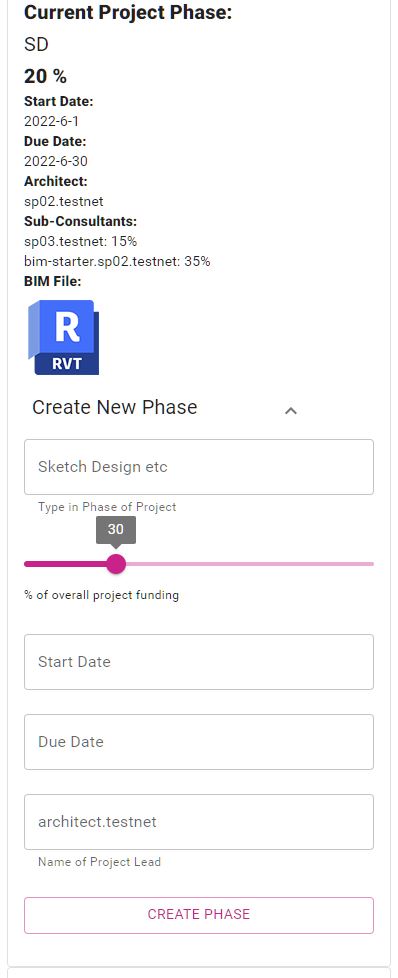 Current Project Phase:
SD
20 %
Start Date:
2022-6-1
Due Date:
2022-6-30
Architect:
sp02.testnet
Sub-Consultants:
sp03.testnet: 15%
bim-starter.sp02.testnet: 35%
BIM File:
R
RVT
Create New Phase
Sketch Design etc
Type in Phase of Project
30
% of overall project funding
Start Date
Due Date
architect.testnet
Name of Project Lead
CREATE PHASE